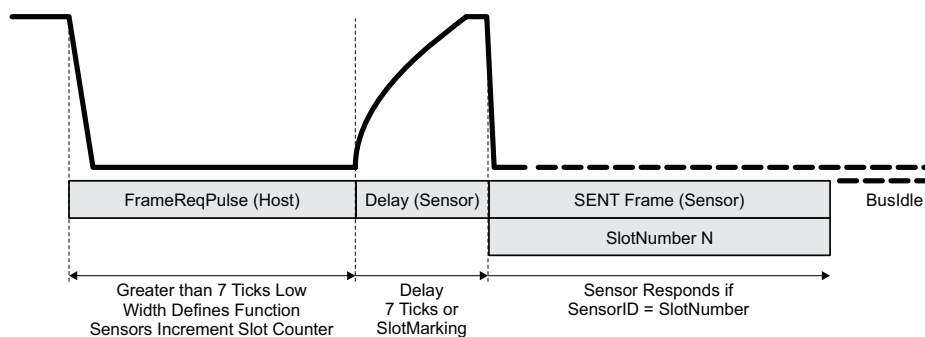 FrameReqPulse (Host)
Delay (Sensor)
SENT Frame (Sensor)
BusIdle
SlotNumber N
Greater than 7 Ticks Low
Width Defines Function
Sensors Increment Slot Counter
Delay
7 Ticks or
SlotMarking
Sensor Responds if
SensorID = SlotNumber